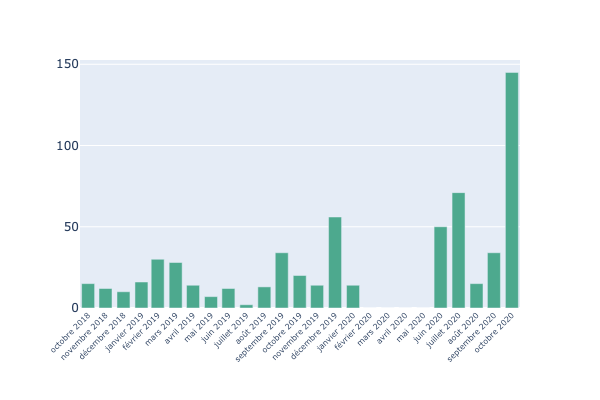 150
100
50
0
octobre 2018
novembre 2018
décembre 2018
janvier 2019
février 2019
mars 2019
avril 2019
mai 2019
juin 2019
juillet 2019
août 2019
septembre 2019
octobre 2019
novembre 2019
décembre 2019
janvier 2020
février 2020
mars 2020
avril 2020
mai 2020
juin 2020
juillet 2020
août 2020
septembre 2020
octobre 2020